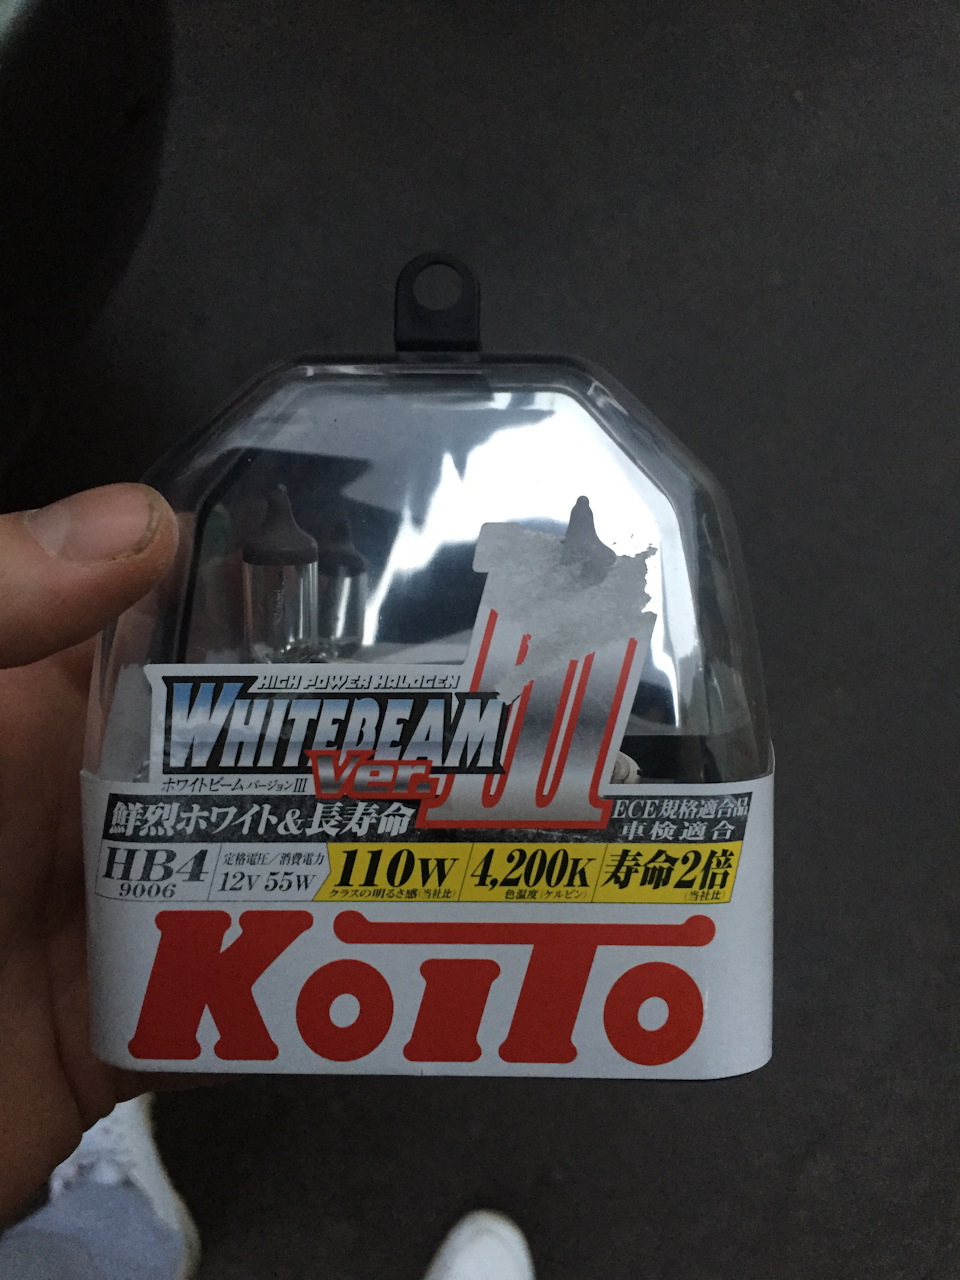 HIGH POWER HALOGEN
WHITEBEAM
Ver. III
ホワイトビーム バージョンIII
鮮烈ホワイト&長寿命
ECE規格適合品
車検適合
HB4
9006
定格電圧/消費電力
12V 55W
110W
クラスの明るさ感(当社比)
4,200K
色温度(ケルビン)
寿命2倍
(当社比)
KOITO